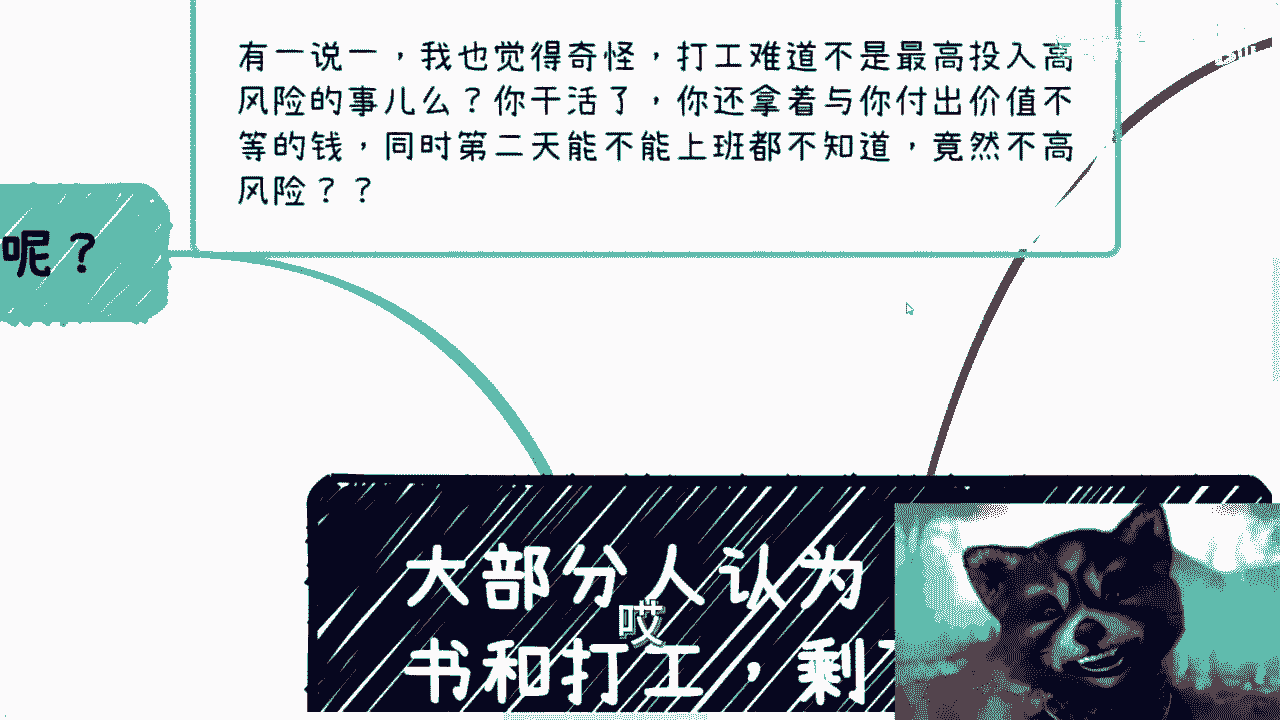 有一说一，我也觉得奇怪，打工难道不是最高投入高
风险的事儿么？你干活了，你还拿着与你付出价值不
等的钱，同时第二天能不能上班都不知道，竟然不高
风险？？
呢？
大部分人认为
哎
书和打工，剩